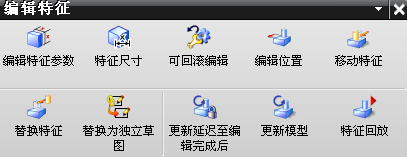 编辑特征
编辑特征参数
特征尺寸
可回滚编辑
编辑位置
移动特征
替换特征
替换为独立草
图
更新延迟至编
辑完成后
更新模型
特征回放